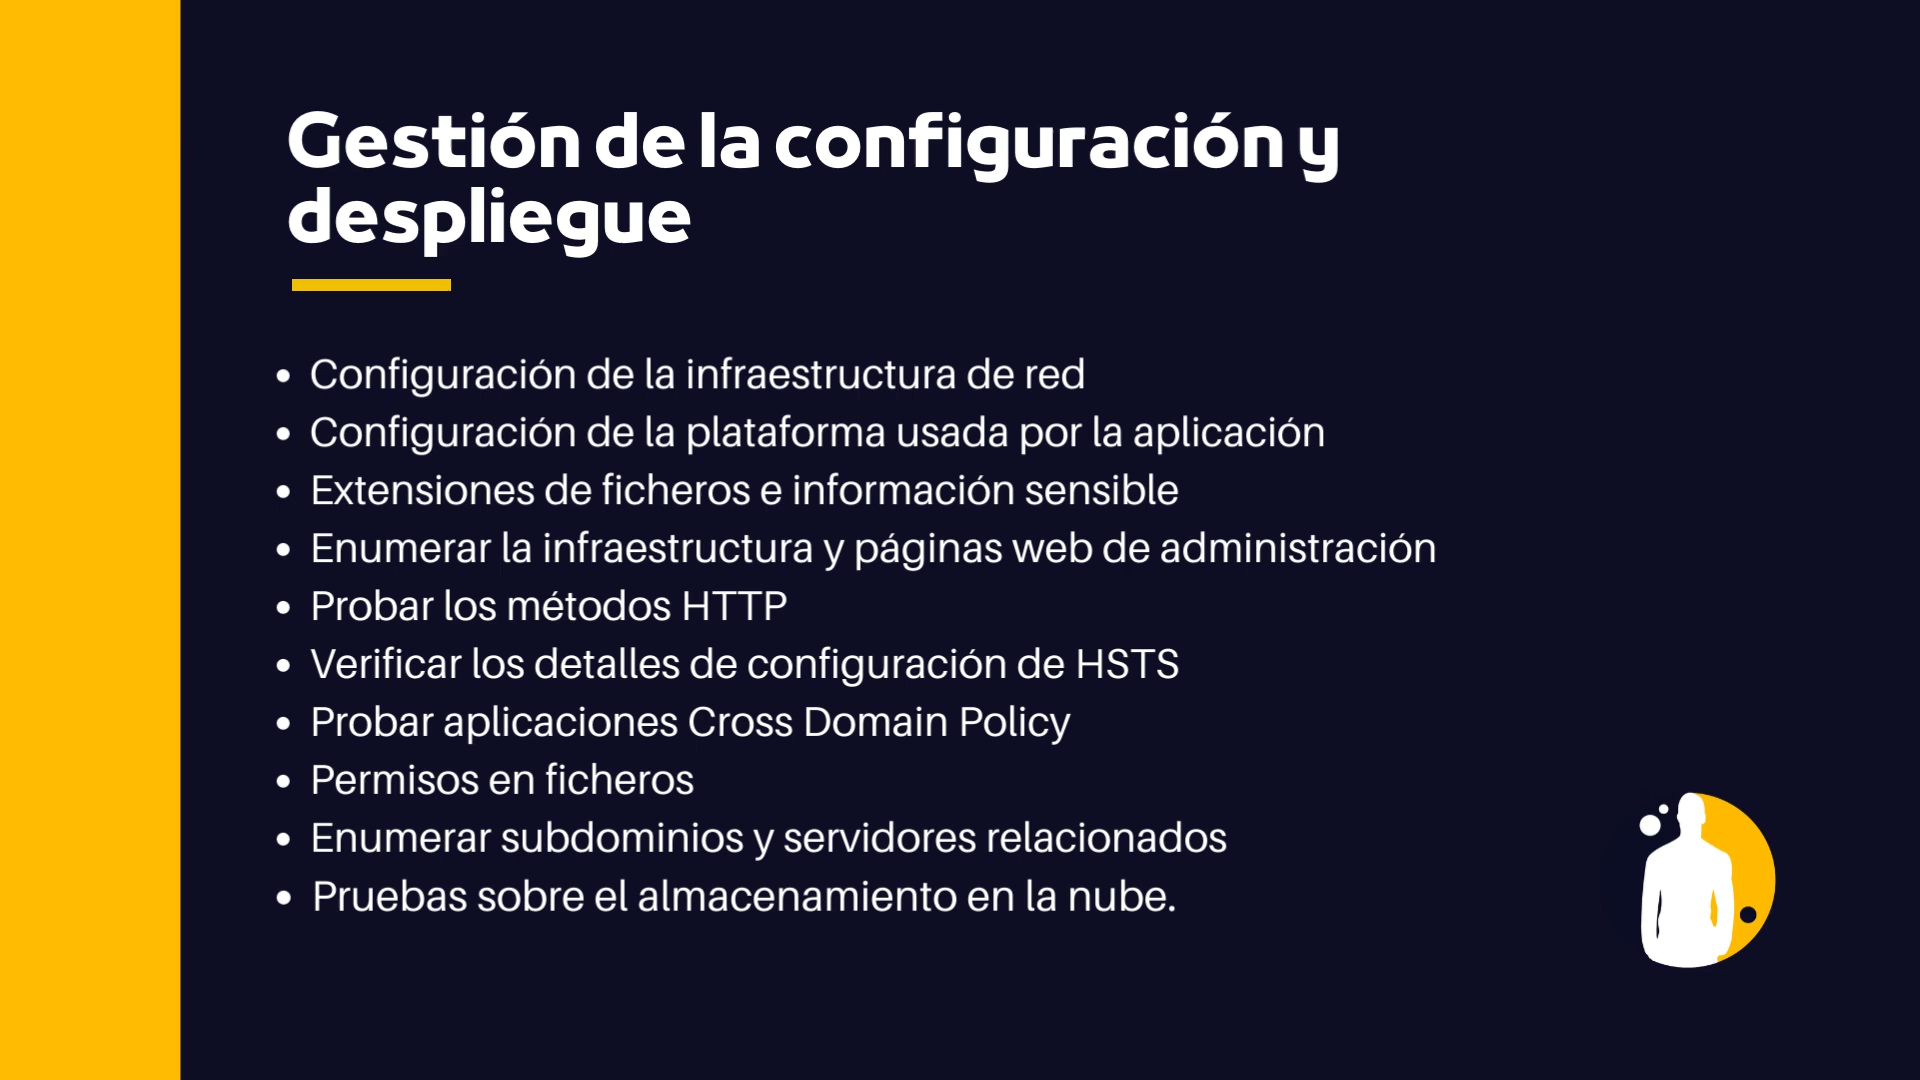 Gestión de la configuración y
despliegue
• Configuración de la infraestructura de red
• Configuración de la plataforma usada por la aplicación
• Extensiones de ficheros e información sensible
• Enumerar la infraestructura y páginas web de administración
• Probar los métodos HTTP
• Verificar los detalles de configuración de HSTS
• Probar aplicaciones Cross Domain Policy
• Permisos en ficheros
• Enumerar subdominios y servidores relacionados
• Pruebas sobre el almacenamiento en la nube.